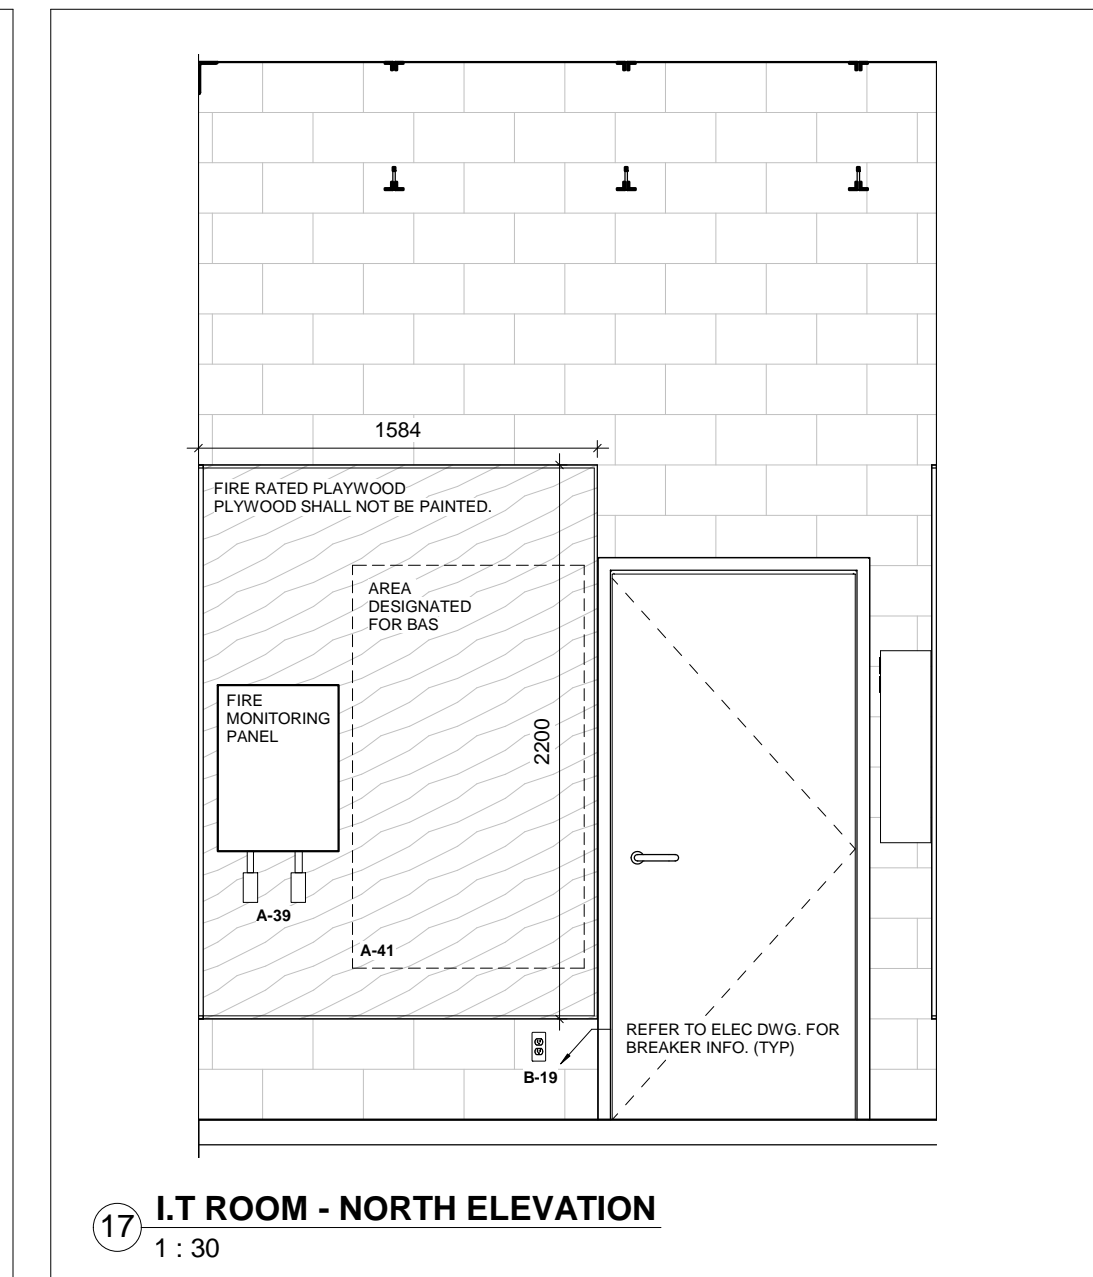 1584
FIRE RATED PLAYWOOD
PLYWOOD SHALL NOT BE PAINTED.
AREA
DESIGNATED
FOR BAS
FIRE
MONITORING
PANEL
2200
A-39
A-41
REFER TO ELEC DWG. FOR
BREAKER INFO. (TYP)
B-19
17
I.T ROOM - NORTH ELEVATION
1 : 30